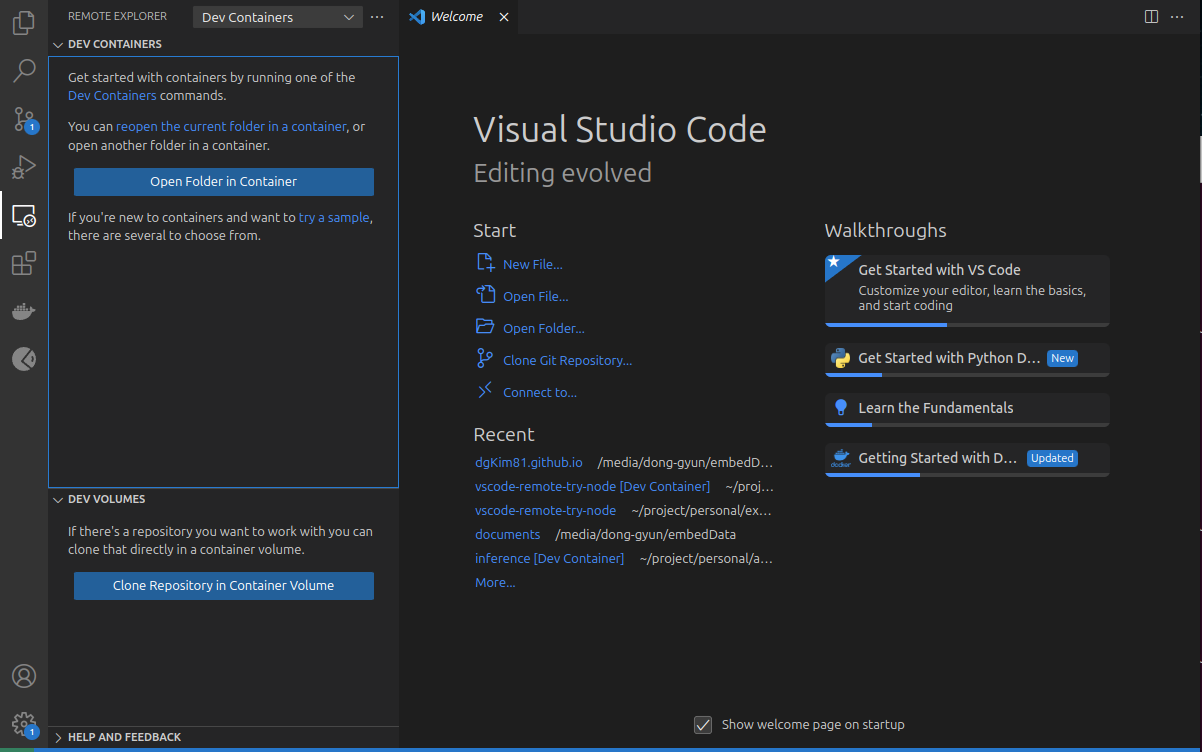 REMOTE EXPLORER
Dev Containers
Welcome
DEV CONTAINERS
Get started with containers by running one of the
Dev Containers commands.
You can reopen the current folder in a container, or
open another folder in a container.
Open Folder in Container
If you're new to containers and want to try a sample,
there are several to choose from.
DEV VOLUMES
If there's a repository you want to work with you can
clone that directly in a container volume.
Clone Repository in Container Volume
HELP AND FEEDBACK
1
1
Visual Studio Code
Editing evolved
Start
New File...
Open File...
Open Folder...
Clone Git Repository...
Connect to...
Recent
dgKim81.github.io /media/dong-gyun/embedD...
vscode-remote-try-node [Dev Container] ~/proj...
vscode-remote-try-node ~/project/personal/ex...
documents /media/dong-gyun/embedData
inference [Dev Container] ~/project/personal/a...
More...
Walkthroughs
Get Started with VS Code
Customize your editor, learn the basics,
and start coding
Get Started with Python D... New
Learn the Fundamentals
docker Getting Started with D... Updated
Show welcome page on startup